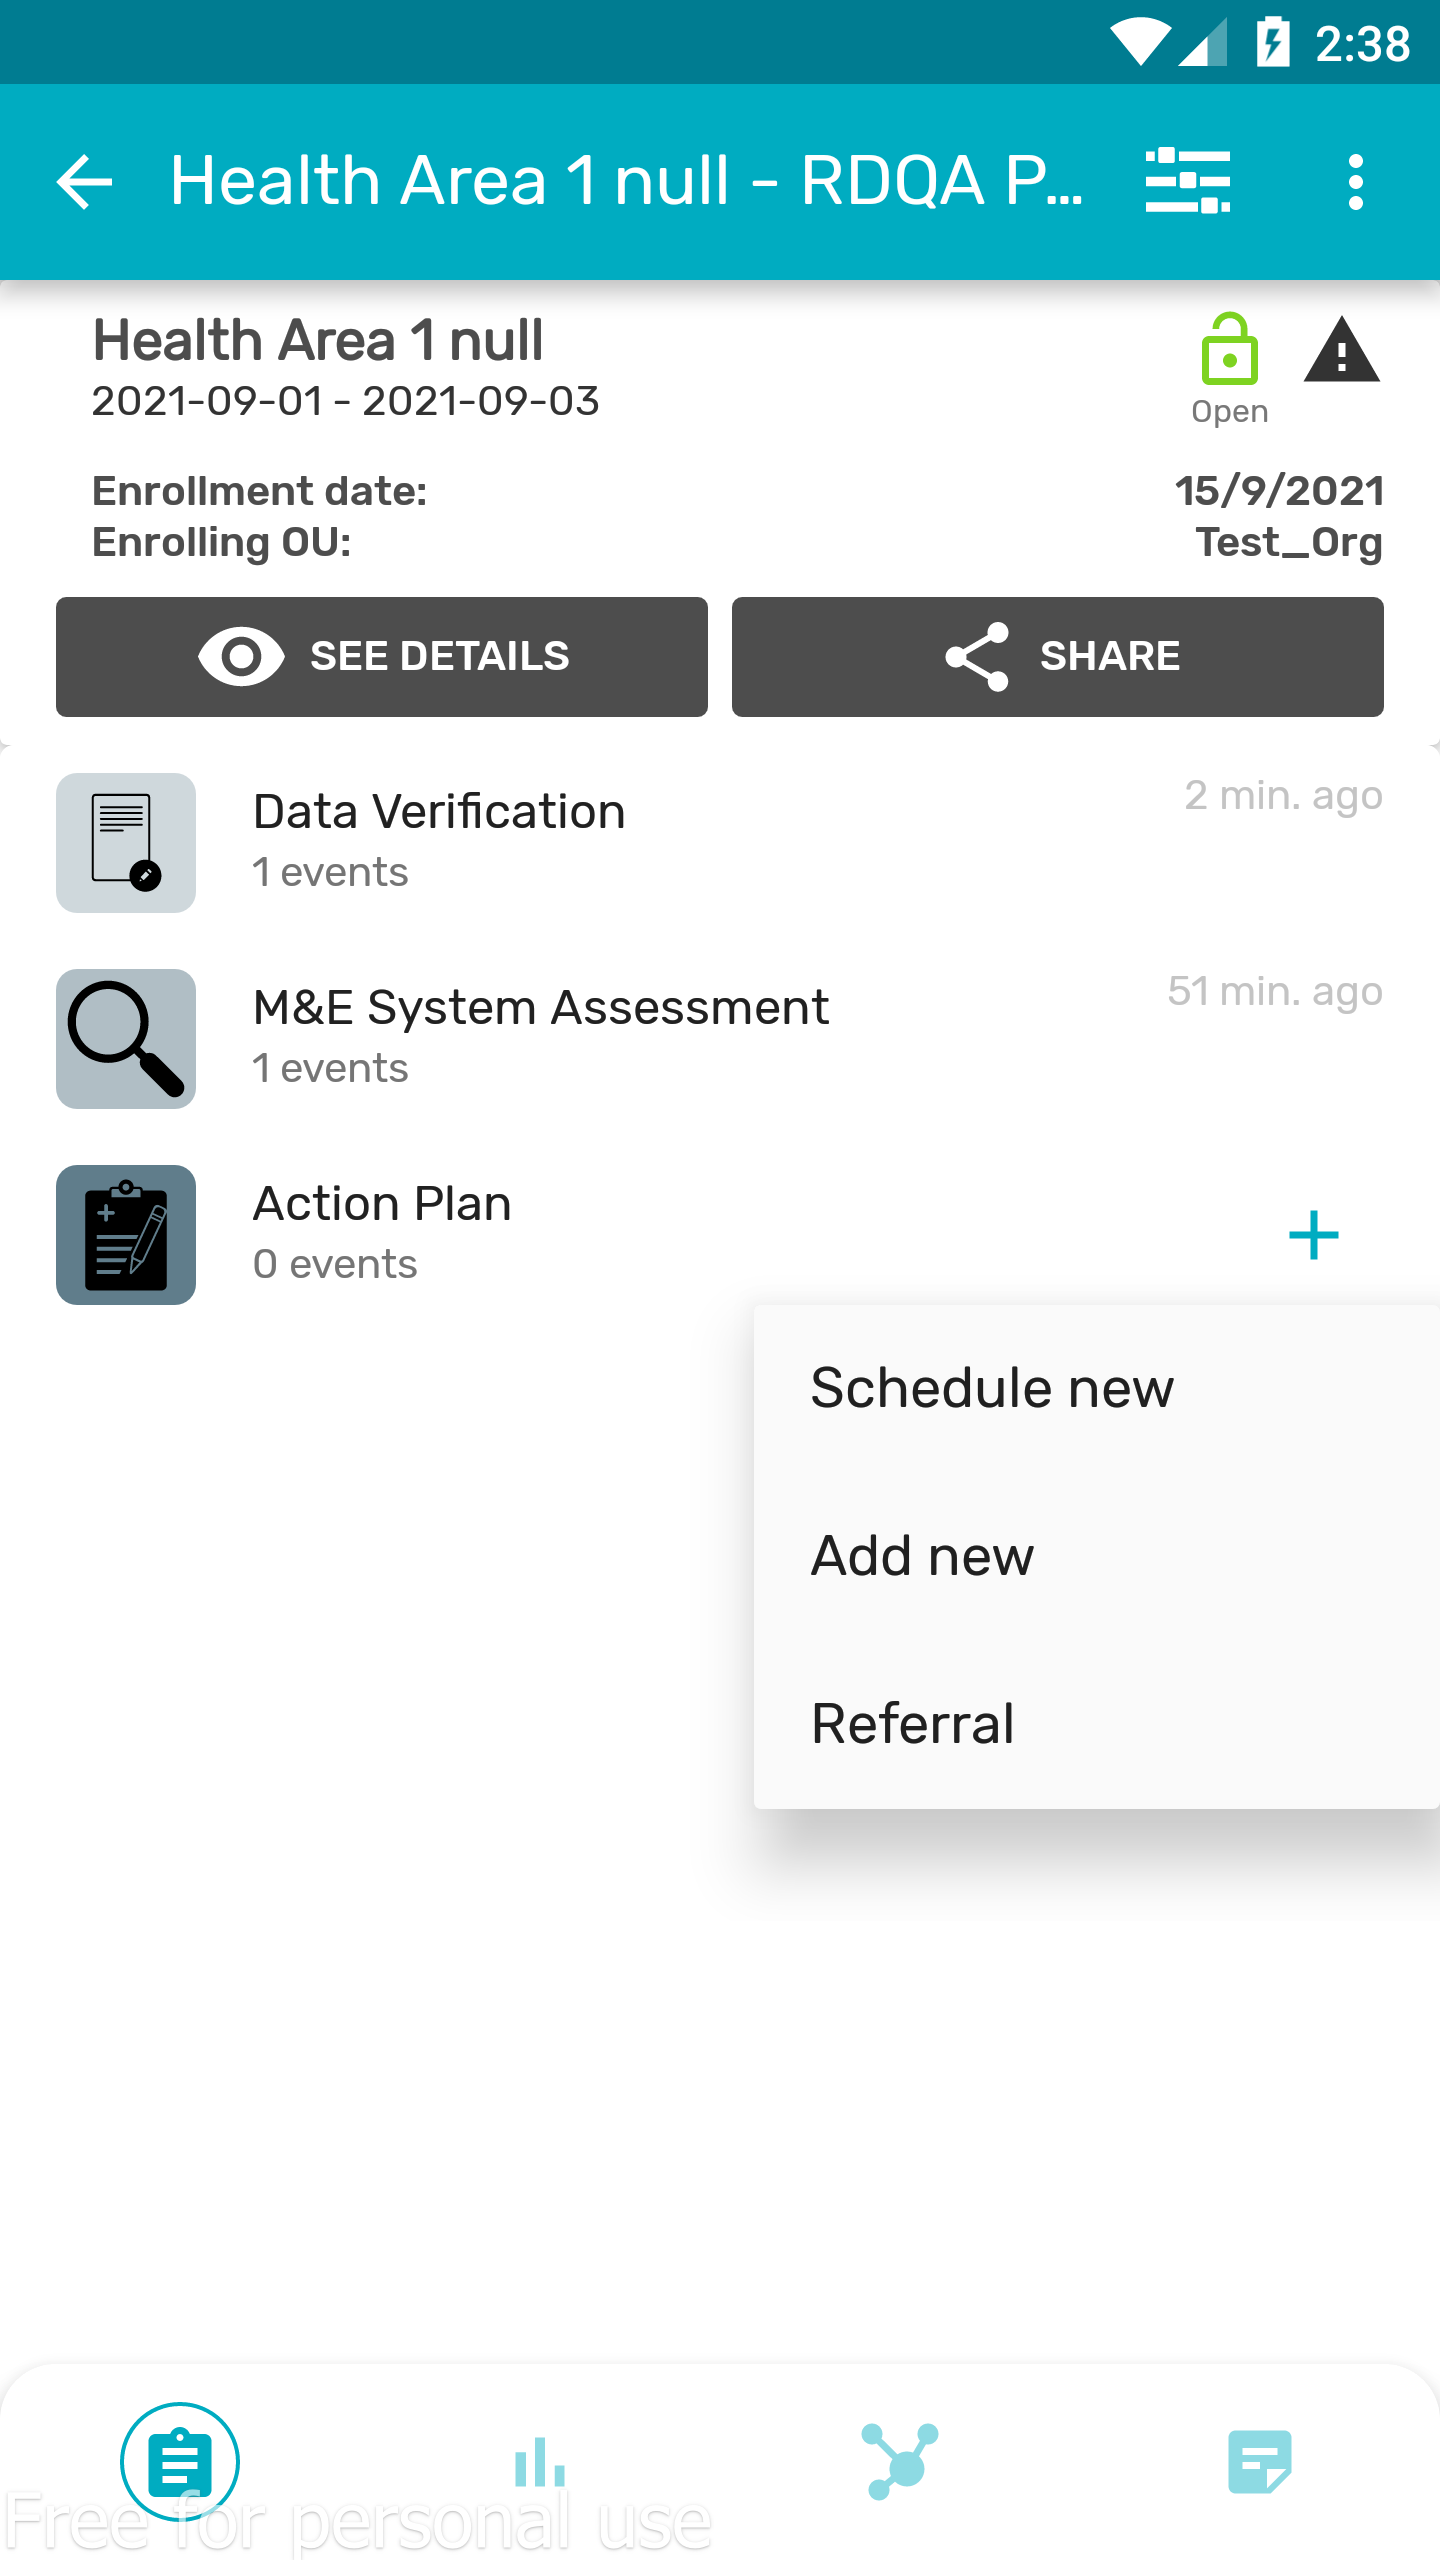 2:38
Health Area 1 null - RDQA P...
Health Area 1 null
2021-09-01 - 2021-09-03
Open
Enrollment date: 15/9/2021
Enrolling OU: Test_Org
SEE DETAILS SHARE
Data Verification 2 min. ago
1 events
M&E System Assessment 51 min. ago
1 events
Action Plan
0 events
Schedule new
Add new
Referral
Free for personal use